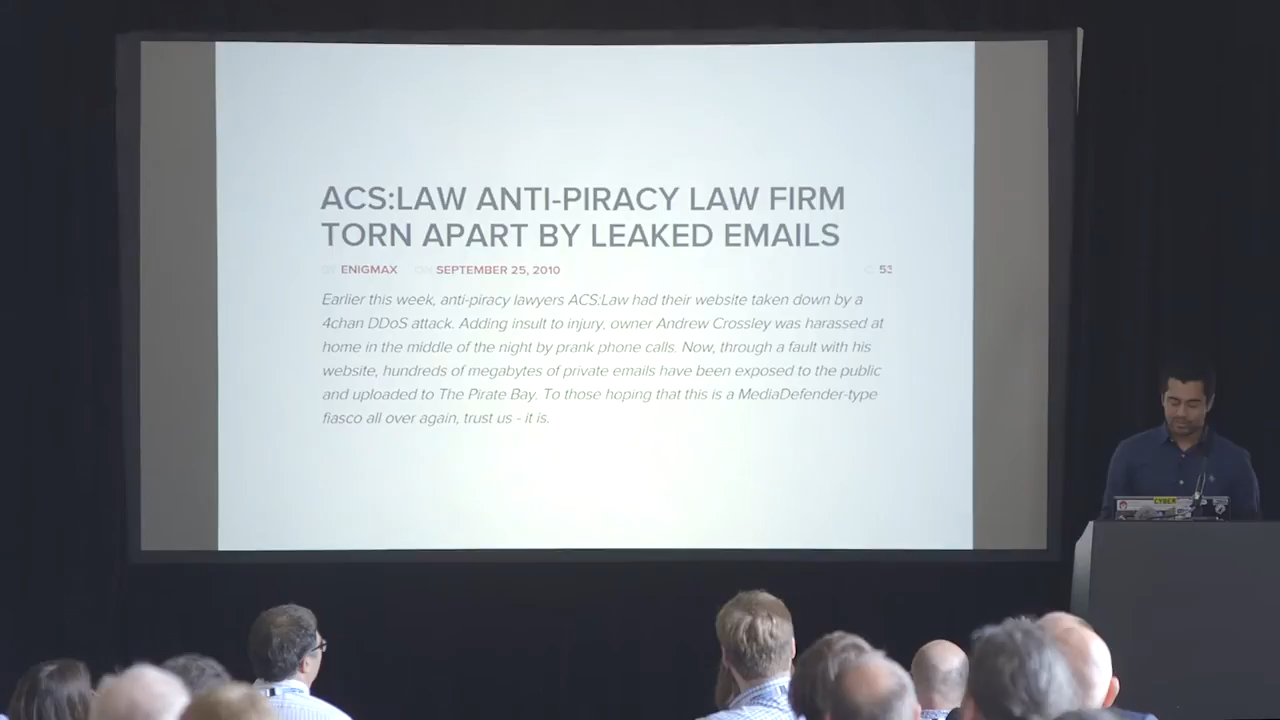 ACS:LAW ANTI-PIRACY LAW FIRM
TORN APART BY LEAKED EMAILS
BY ENIGMAX ON SEPTEMBER 25, 2010 53
Earlier this week, anti-piracy lawyers ACS:Law had their website taken down by a
4chan DDoS attack. Adding insult to injury, owner Andrew Crossley was harassed at
home in the middle of the night by prank phone calls. Now, through a fault with his
website, hundreds of megabytes of private emails have been exposed to the public
and uploaded to The Pirate Bay. To those hoping that this is a MediaDefender-type
fiasco all over again, trust us - it is.
CYBER